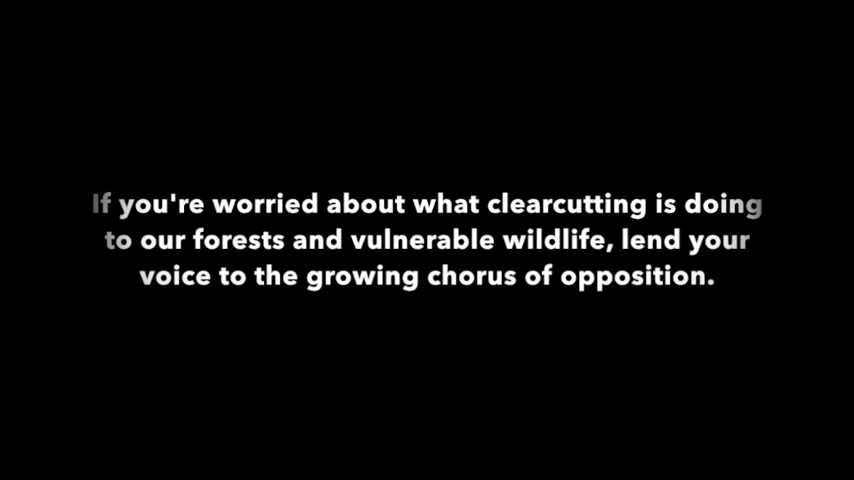 If you're worried about what clearcutting is doing
to our forests and vulnerable wildlife, lend your
voice to the growing chorus of opposition.